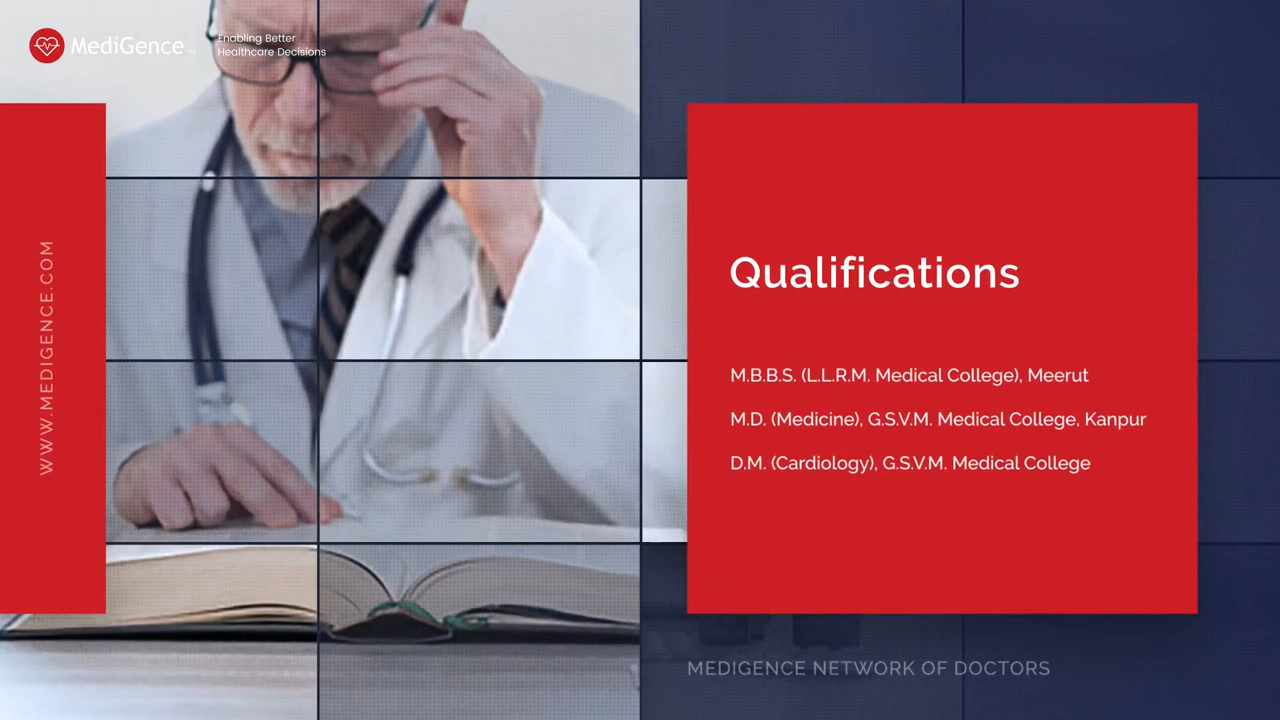 MediGence
Enabling Better
Healthcare Decisions
WWW.MEDIGENCE.COM
Qualifications
M.B.B.S. (L.L.R.M. Medical College), Meerut
M.D. (Medicine), G.S.V.M. Medical College, Kanpur
D.M. (Cardiology), G.S.V.M. Medical College
MEDIGENCE NETWORK OF DOCTORS